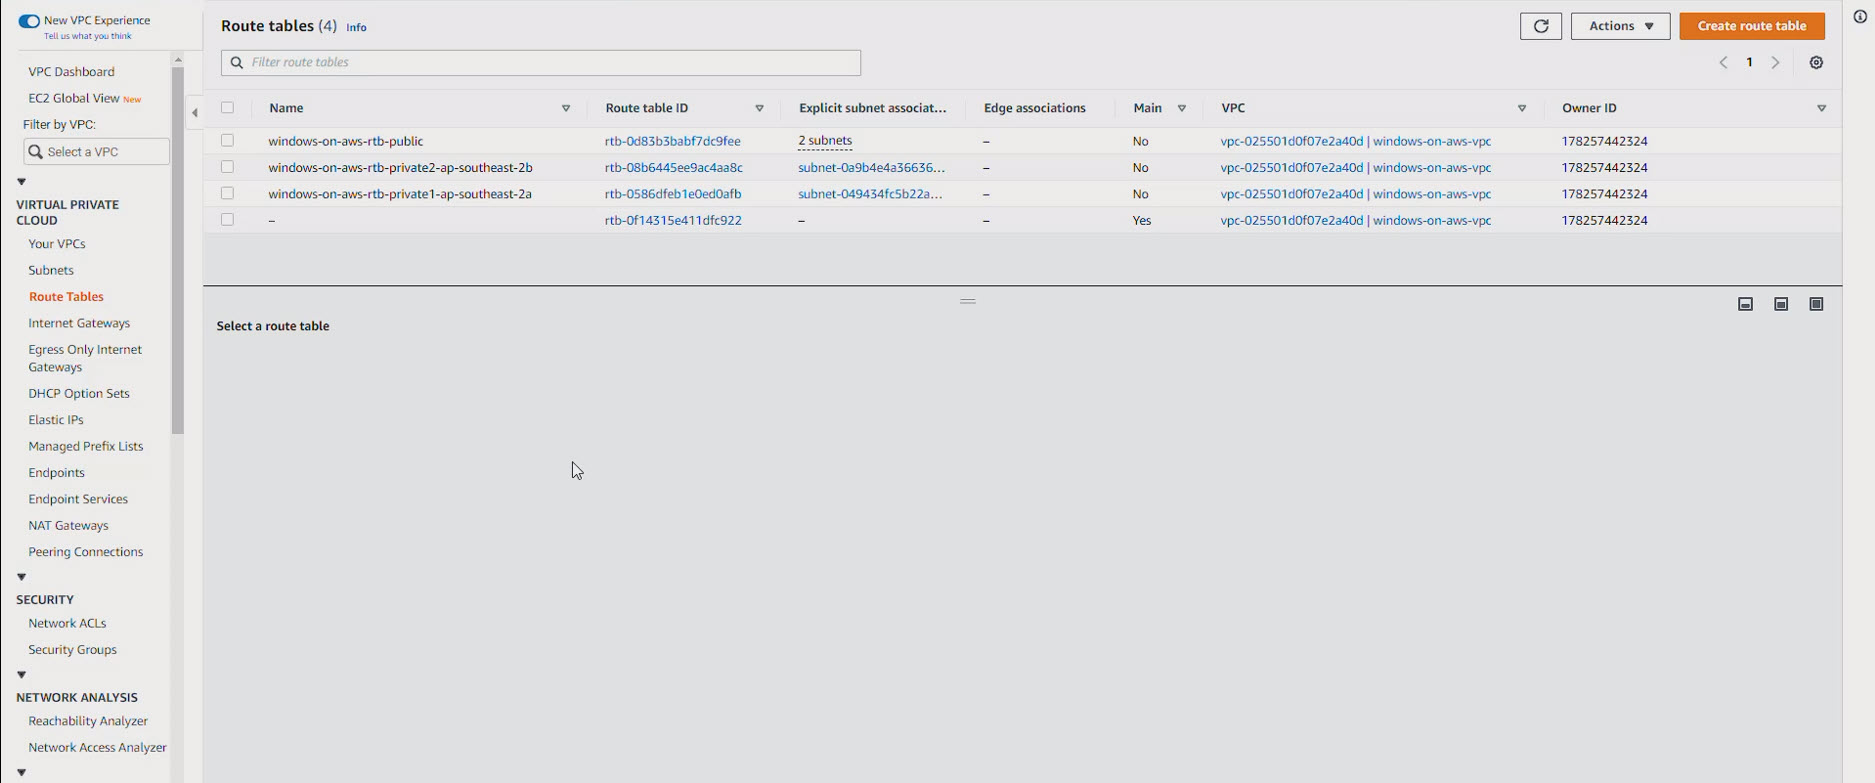 New VPC Experience
Tell us what you think
VPC Dashboard
EC2 Global View New
Filter by VPC:
Select a VPC
VIRTUAL PRIVATE
CLOUD
Your VPCs
Subnets
Route Tables
Internet Gateways
Egress Only Internet
Gateways
DHCP Option Sets
Elastic IPs
Managed Prefix Lists
Endpoints
Endpoint Services
NAT Gateways
Peering Connections
SECURITY
Network ACLs
Security Groups
NETWORK ANALYSIS
Reachability Analyzer
Network Access Analyzer
Route tables (4) Info
Actions
Create route table
Filter route tables
1
Name Route table ID Explicit subnet associat... Edge associations Main VPC Owner ID
windows-on-aws-rtb-public rtb-0d83b3babf7dc9fee 2 subnets – No vpc-025501d0f07e2a40d | windows-on-aws-vpc 178257442324
windows-on-aws-rtb-private2-ap-southeast-2b rtb-08b6445ee9ac4aa8c subnet-0a9b4e4a36636... – No vpc-025501d0f07e2a40d | windows-on-aws-vpc 178257442324
windows-on-aws-rtb-private1-ap-southeast-2a rtb-0586dfeb1e0ed0afb subnet-049434fc5b22a... – No vpc-025501d0f07e2a40d | windows-on-aws-vpc 178257442324
– rtb-0f14315e411dfc922 – – Yes vpc-025501d0f07e2a40d | windows-on-aws-vpc 178257442324
Select a route table